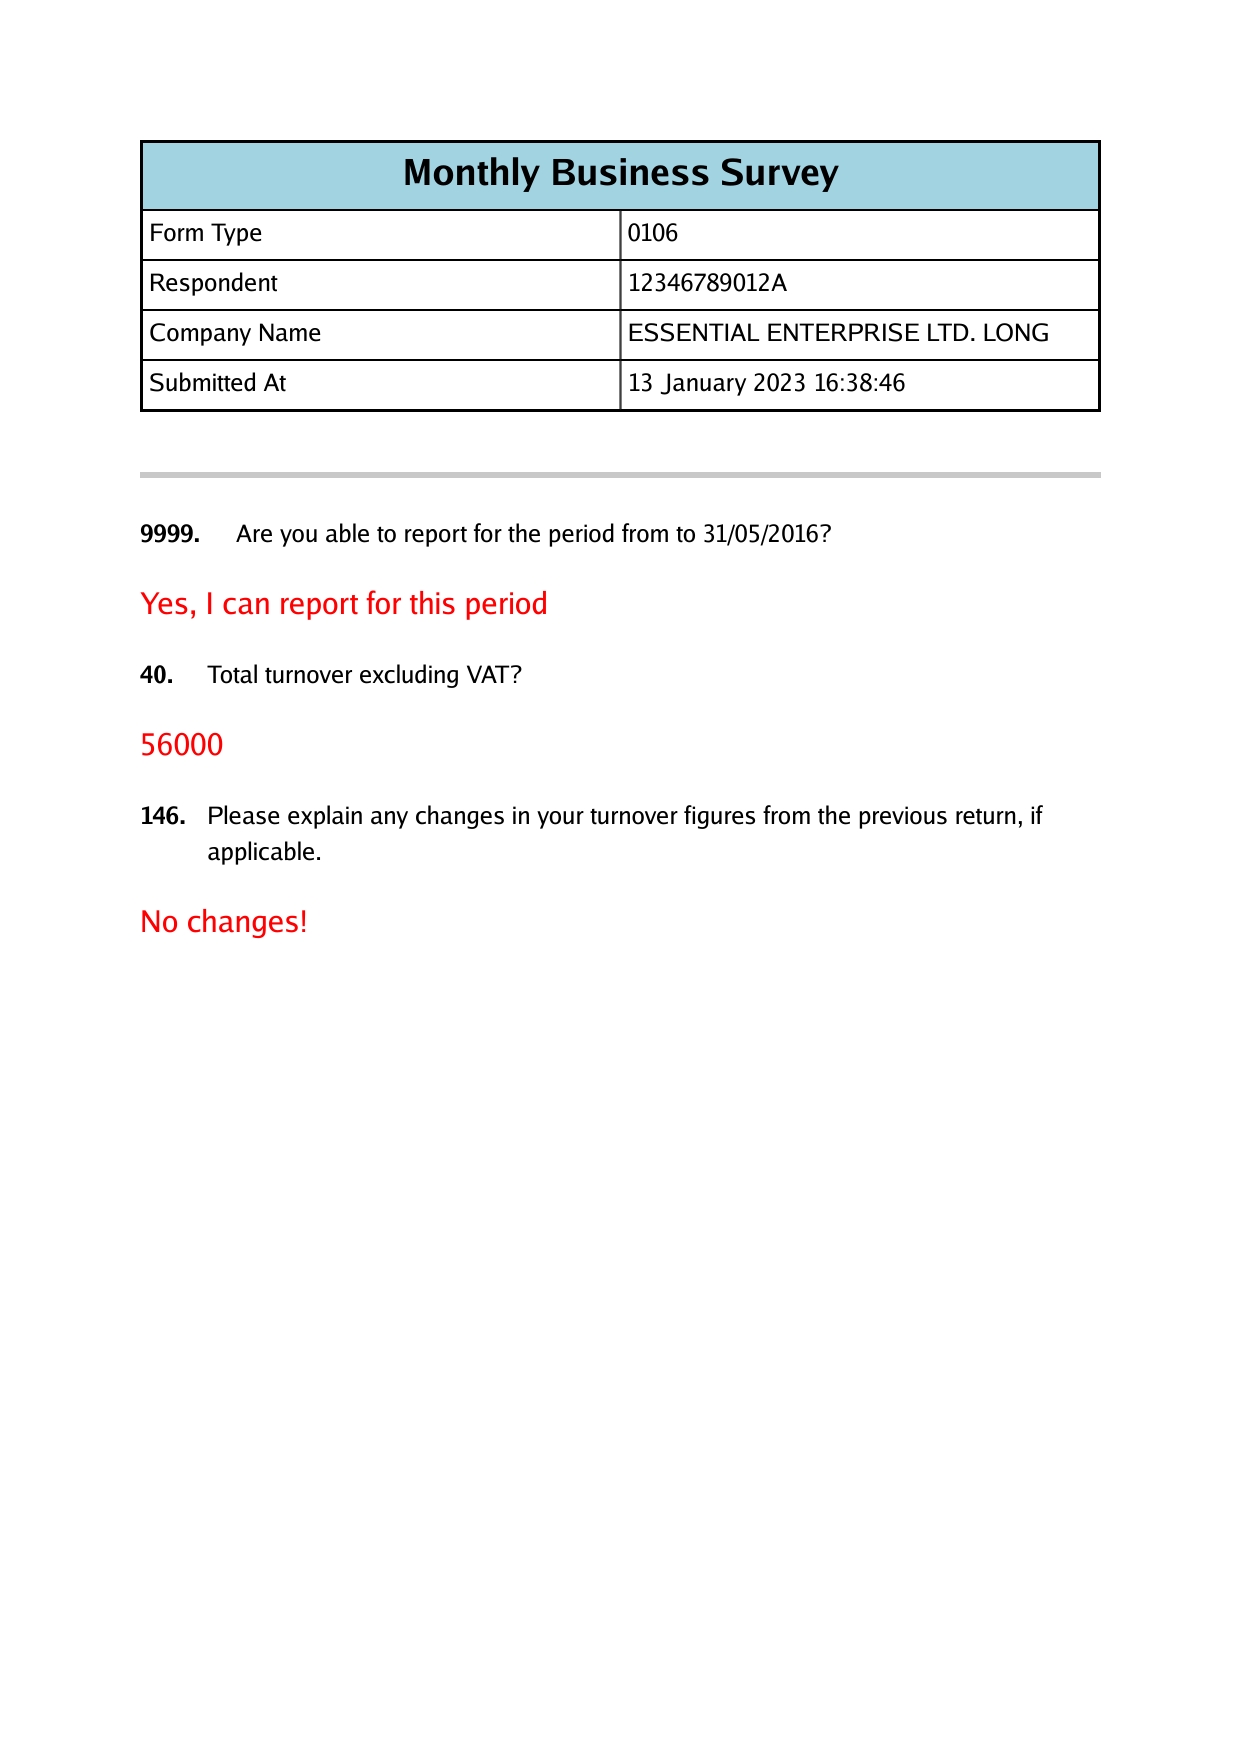 Monthly Business Survey
Form Type 0106
Respondent 12346789012A
Company Name ESSENTIAL ENTERPRISE LTD. LONG
Submitted At 13 January 2023 16:38:46
9999. Are you able to report for the period from to 31/05/2016?
Yes, I can report for this period
40. Total turnover excluding VAT?
56000
146. Please explain any changes in your turnover figures from the previous return, if
applicable.
No changes!